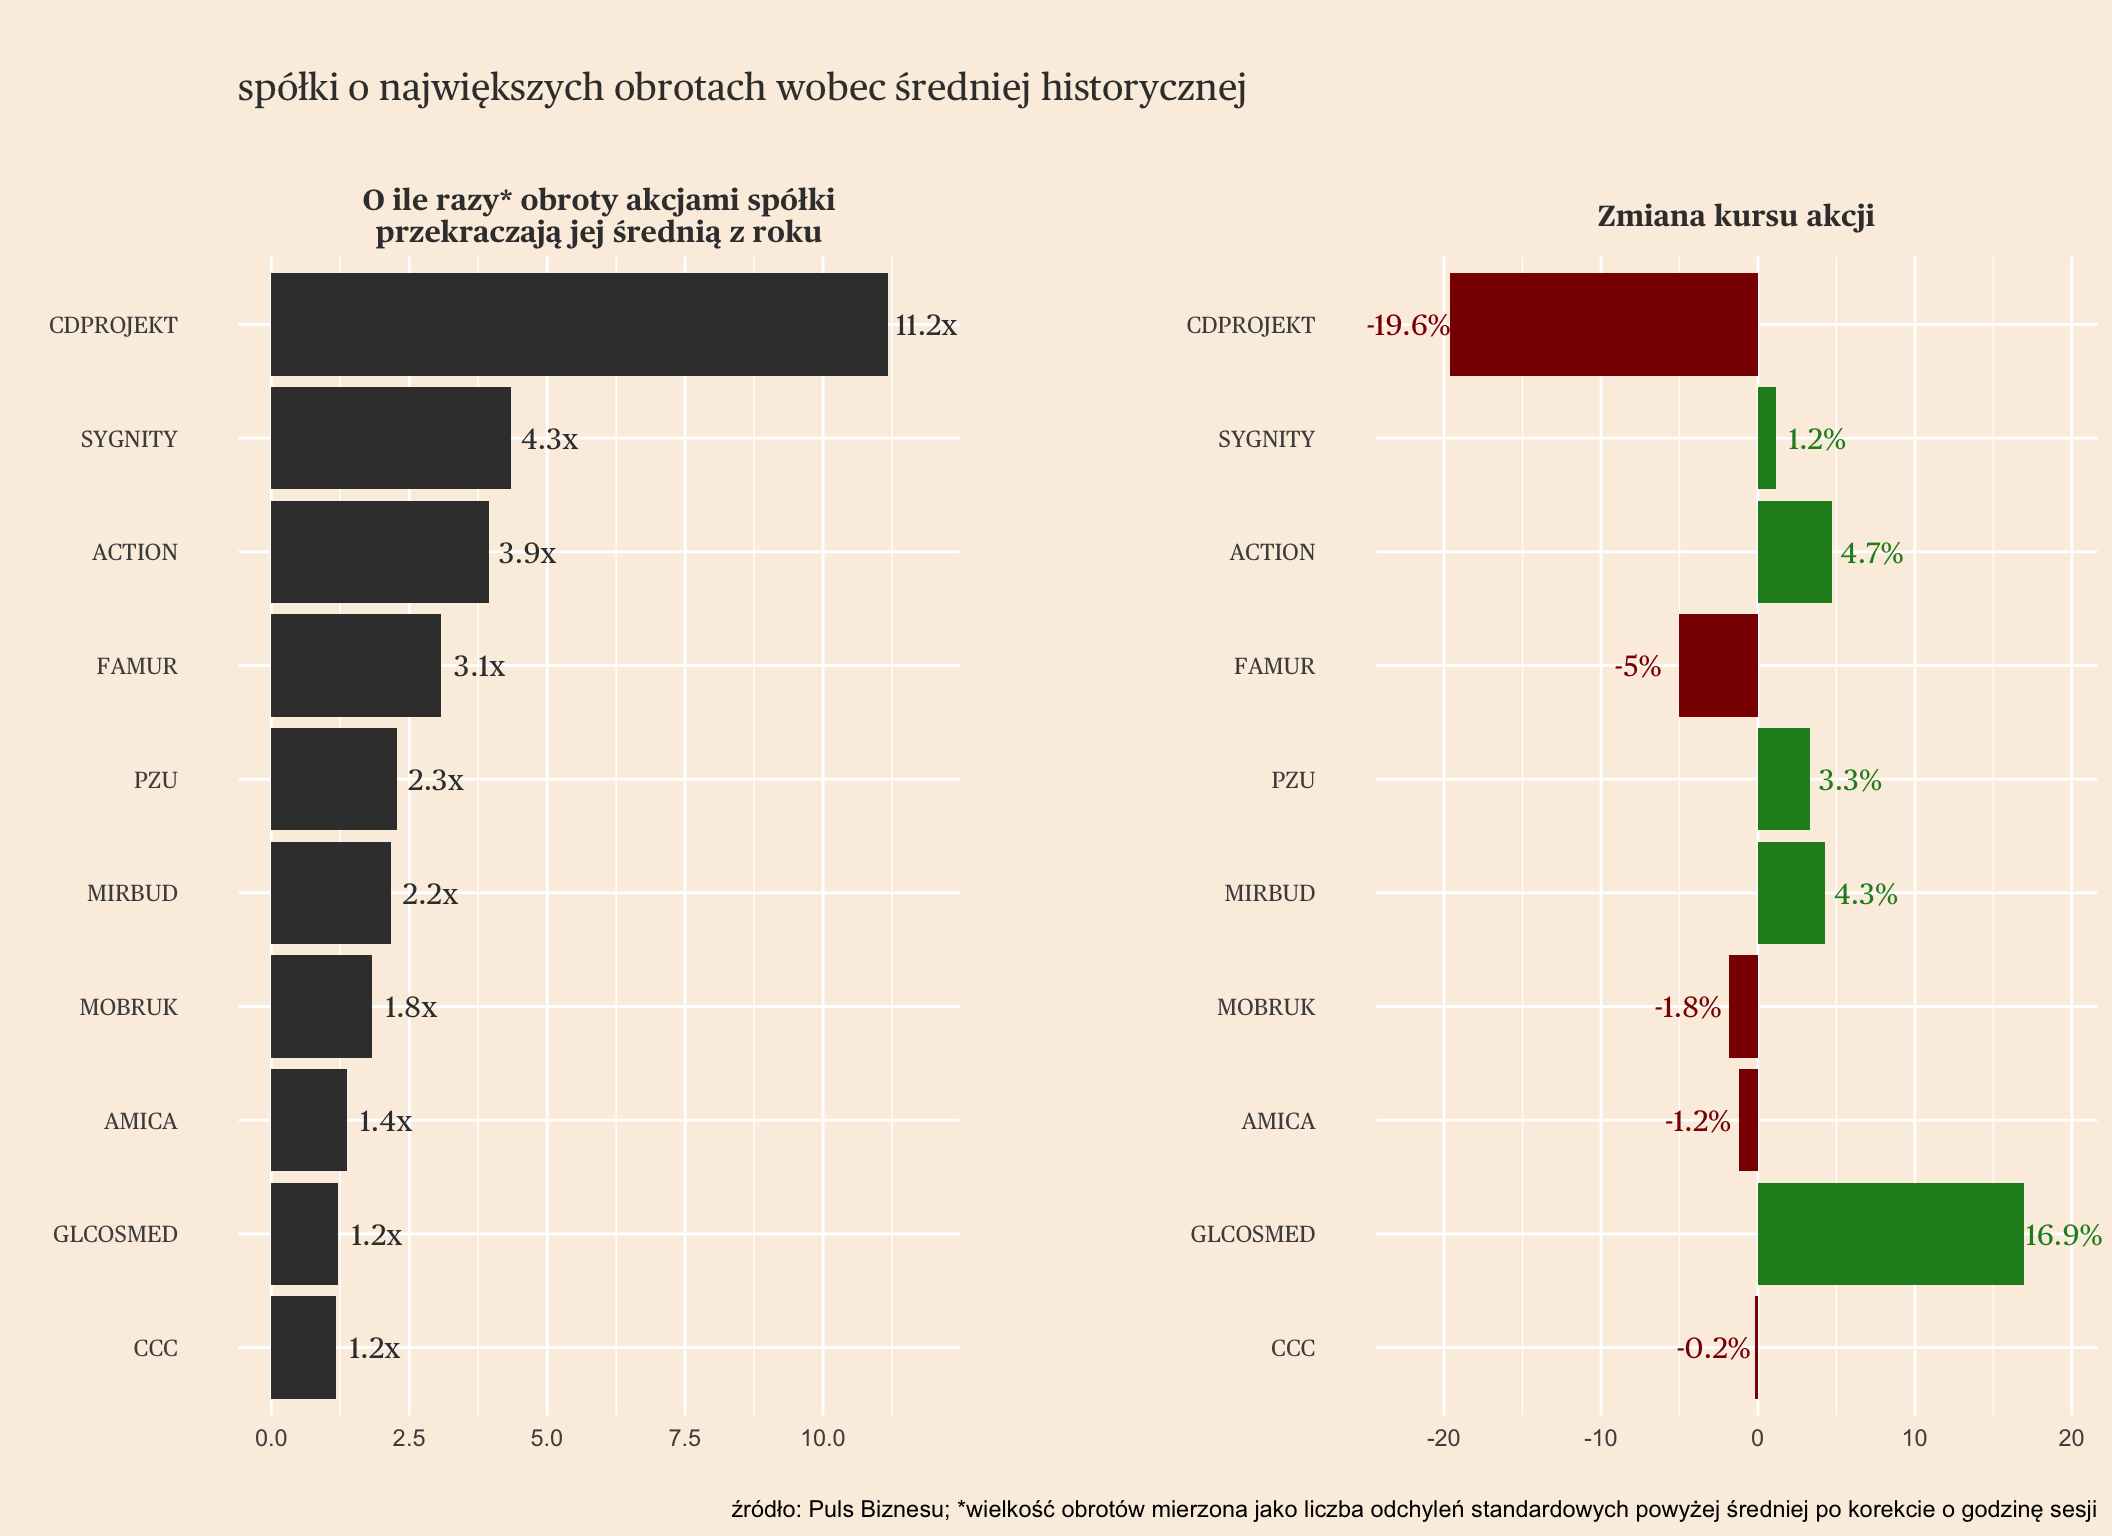 spółki o największych obrotach wobec średniej historycznej
O ile razy* obroty akcjami spółki
przekraczają jej średnią z roku
CDPROJEKT 11.2x
SYGNITY 4.3x
ACTION 3.9x
FAMUR 3.1x
PZU 2.3x
MIRBUD 2.2x
MOBRUK 1.8x
AMICA 1.4x
GLCOSMED 1.2x
CCC 1.2x
0.0 2.5 5.0 7.5 10.0
Zmiana kursu akcji
CDPROJEKT -19.6%
SYGNITY 1.2%
ACTION 4.7%
FAMUR -5%
PZU 3.3%
MIRBUD 4.3%
MOBRUK -1.8%
AMICA -1.2%
GLCOSMED 16.9%
CCC -0.2%
-20 -10 0 10 20
źródło: Puls Biznesu; *wielkość obrotów mierzona jako liczba odchyleń standardowych powyżej średniej po korekcie o godzinę sesji